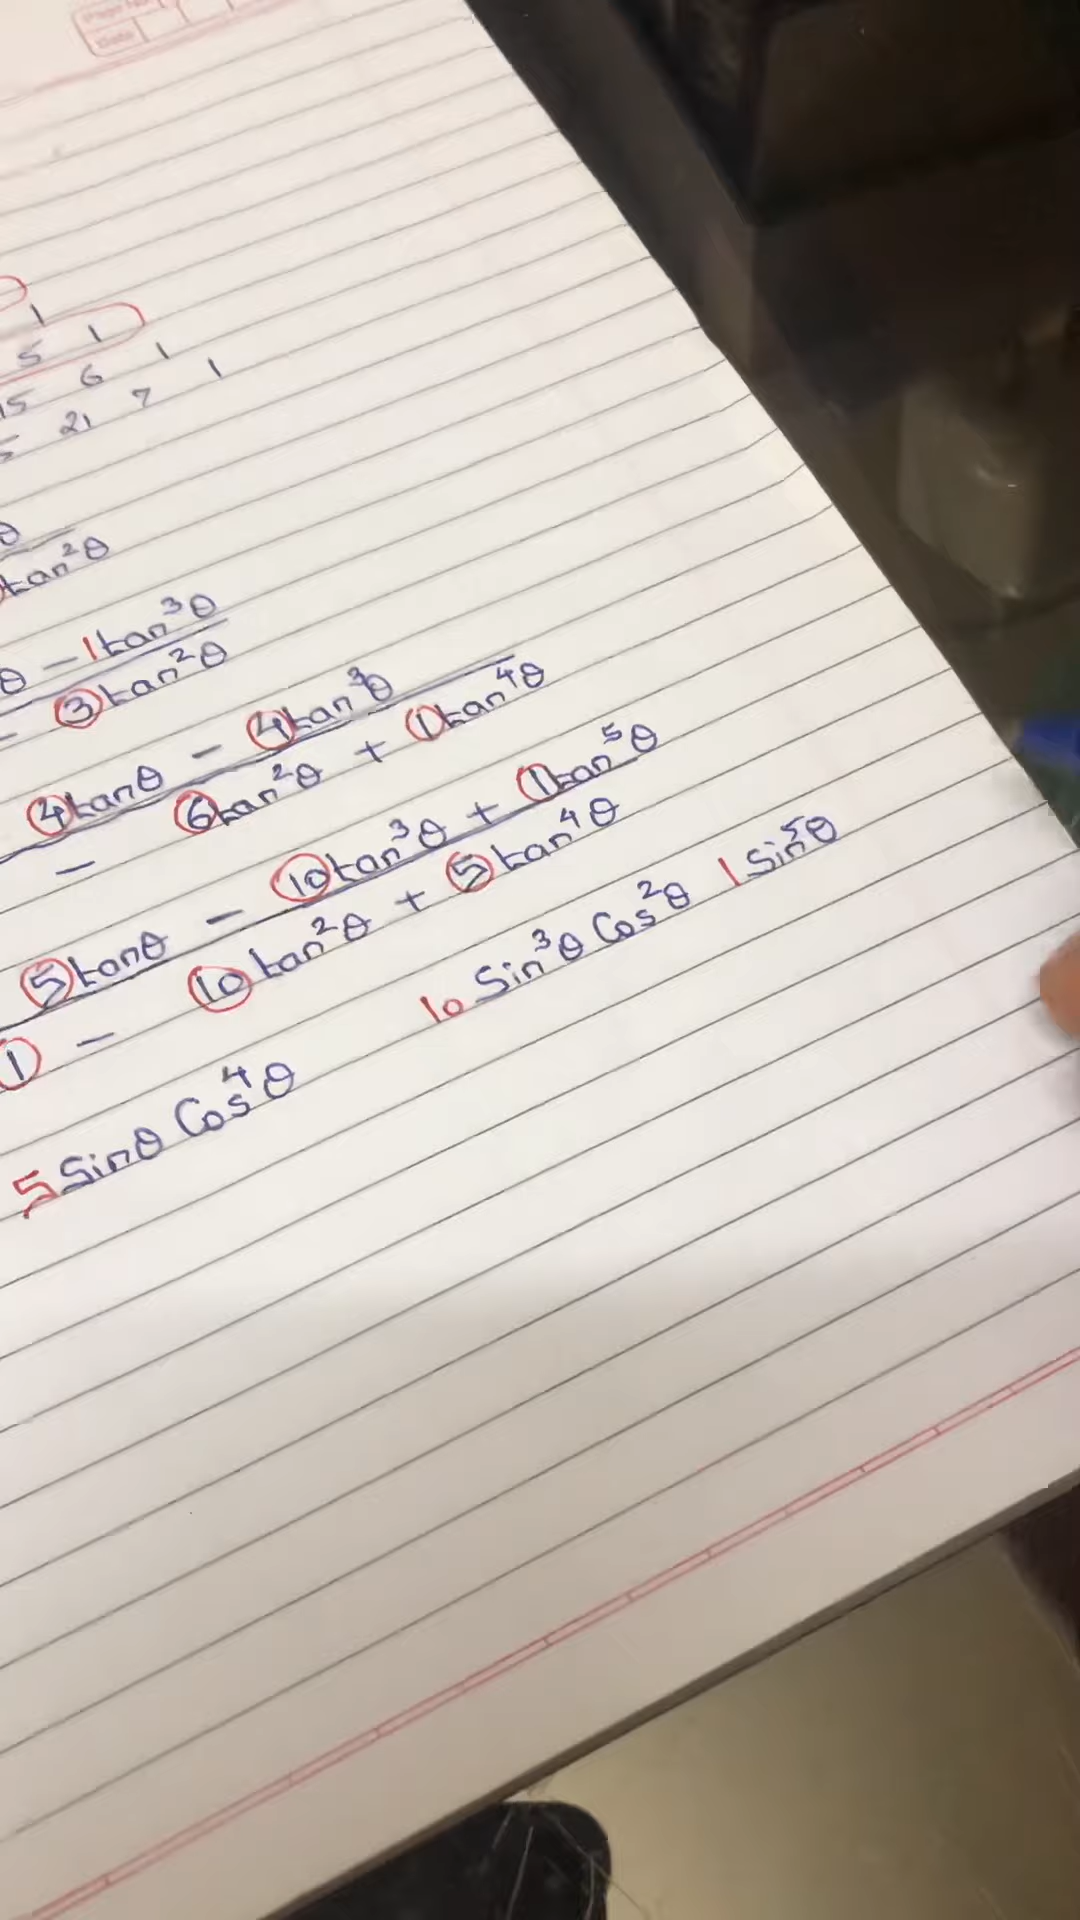 Date
1
5 1
15 6 1
21 7 1
θ
tan²θ
θ - 1tan³θ
- 3tan²θ
4tanθ - 4tan³θ
- 6tan²θ + 1tan⁴θ
5tanθ - 10tan³θ + 1tan⁵θ
1 - 10tan²θ + 5tan⁴θ
5 Sinθ Cos⁴θ 10 Sin³θ Cos²θ 1 Sin⁵θ